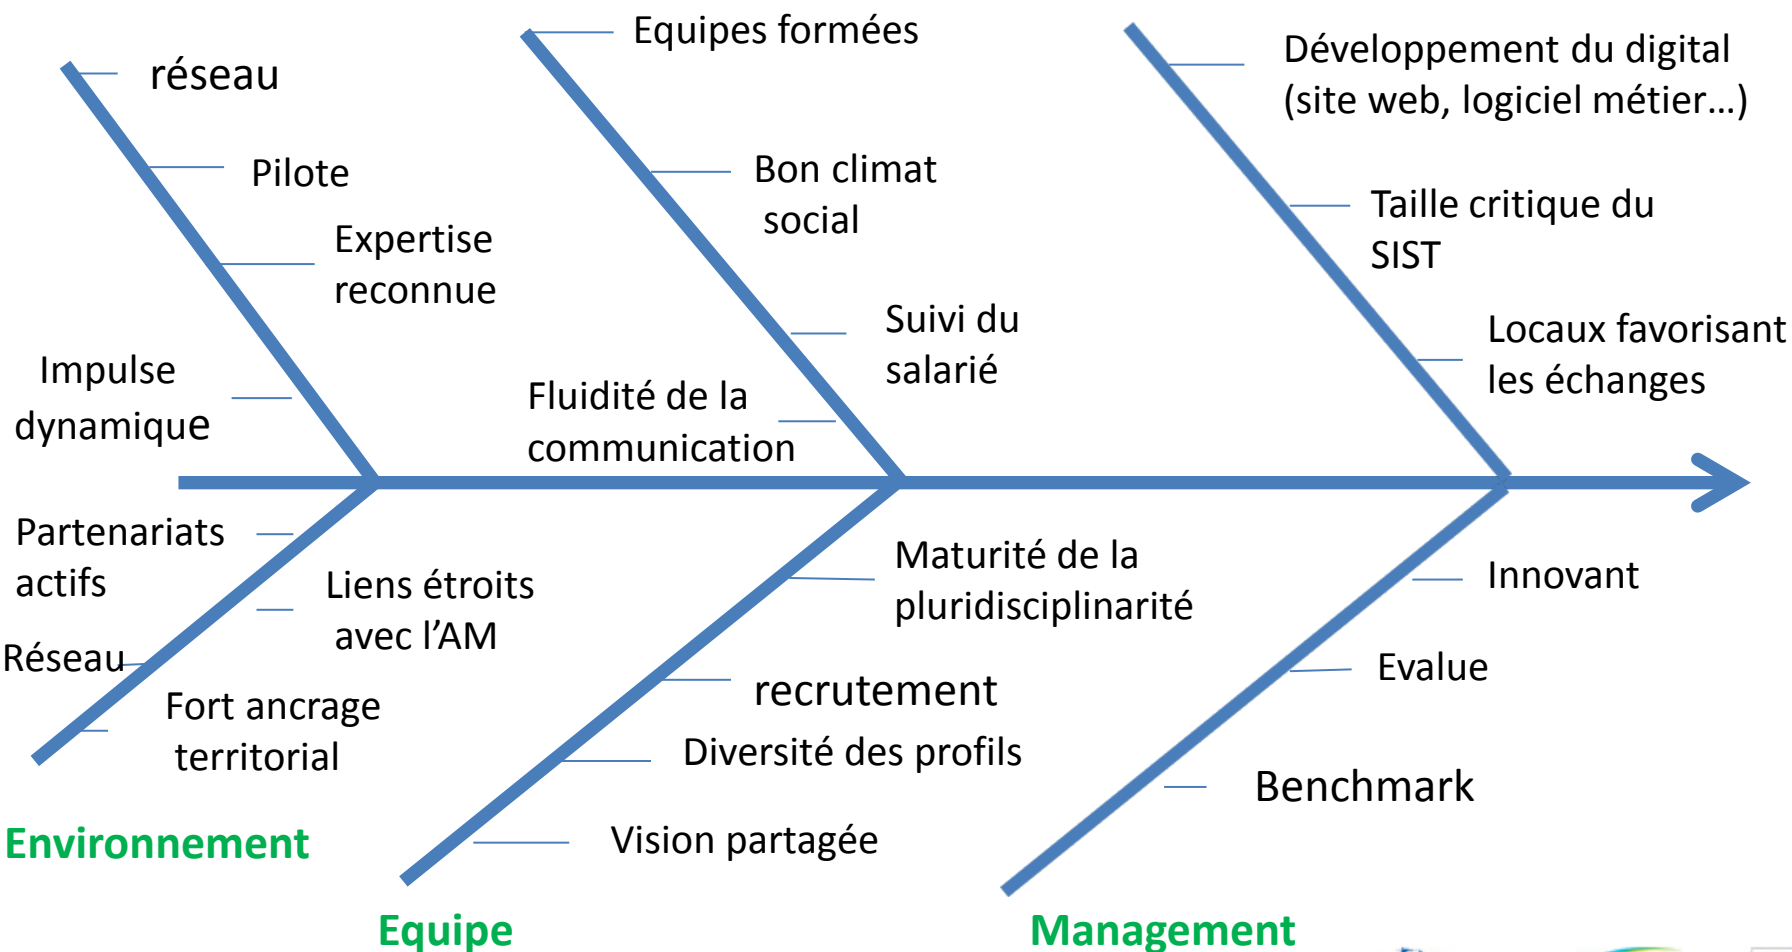 réseau
Pilote
Expertise
reconnue
Impulse
dynamique
Equipes formées
Bon climat
social
Suivi du
salarié
Fluidité de la
communication
Développement du digital
(site web, logiciel métier...)
Taille critique du
SIST
Locaux favorisant
les échanges
Partenariats
actifs
Liens étroits
avec l’AM
Réseau
Fort ancrage
territorial
Environnement
Maturité de la
pluridisciplinarité
recrutement
Diversité des profils
Vision partagée
Equipe
Innovant
Evalue
Benchmark
Management